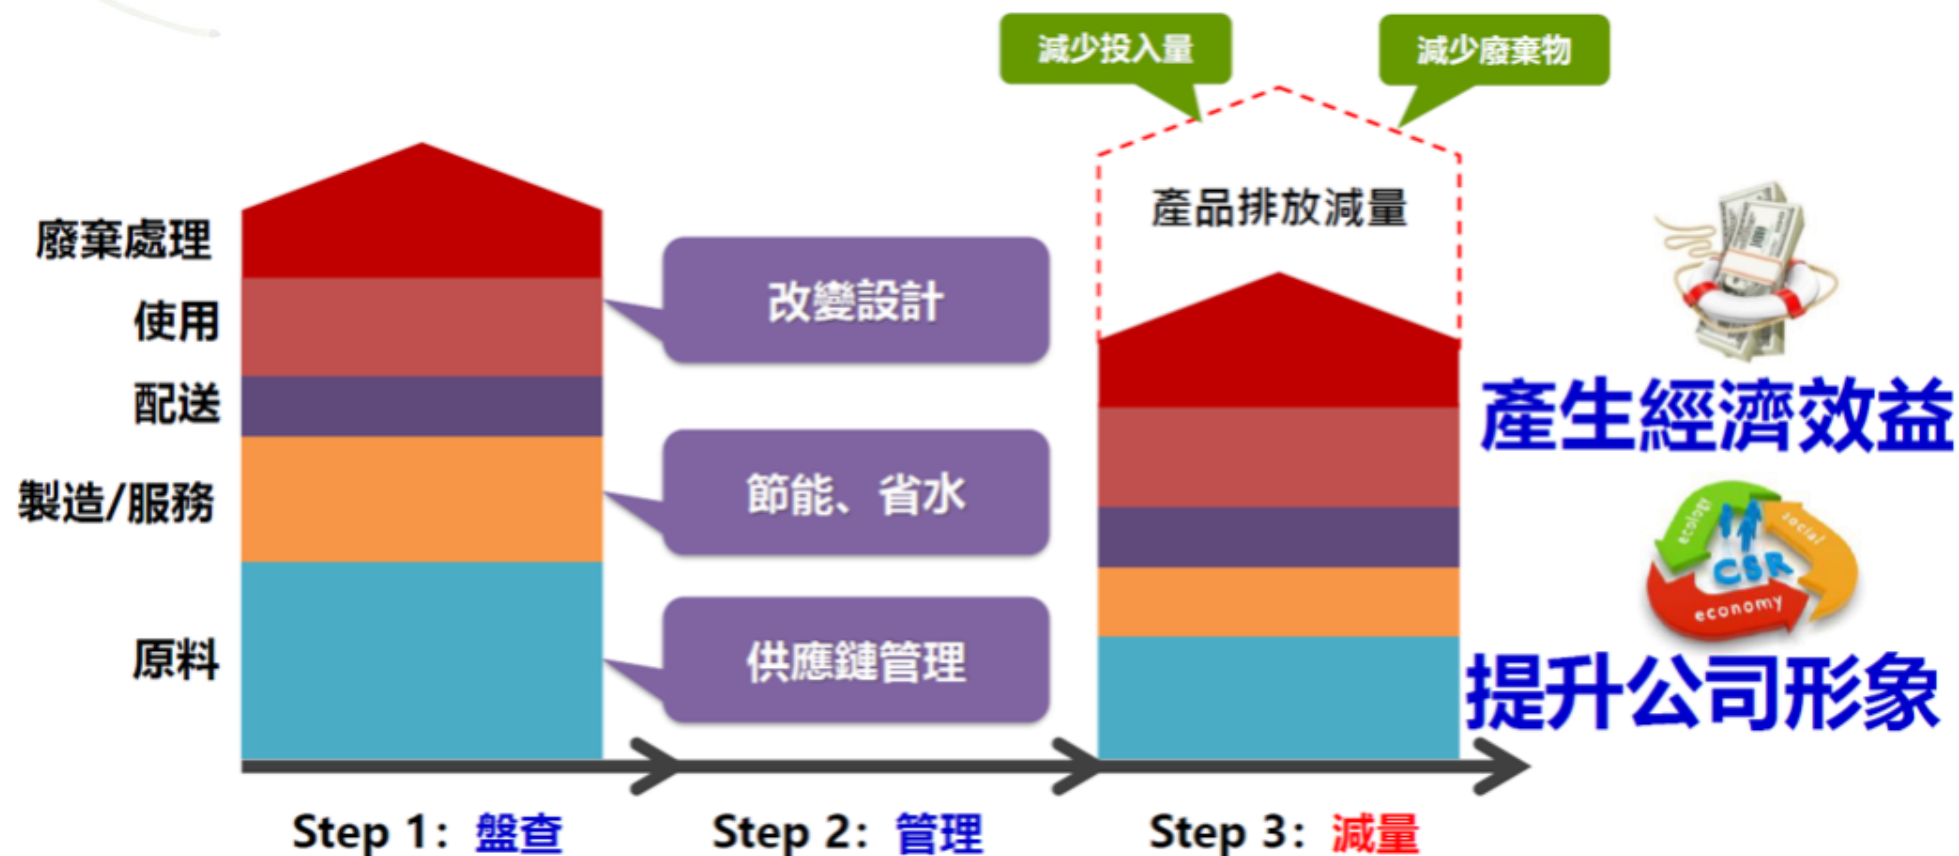 減少投入量
減少廢棄物
產品排放減量
廢棄處理
使用
配送
製造/服務
原料
改變設計
節能、省水
供應鏈管理
產生經濟效益
ecology
social
CSR
economy
提升公司形象
Step 1: 盤查
Step 2: 管理
Step 3: 減量